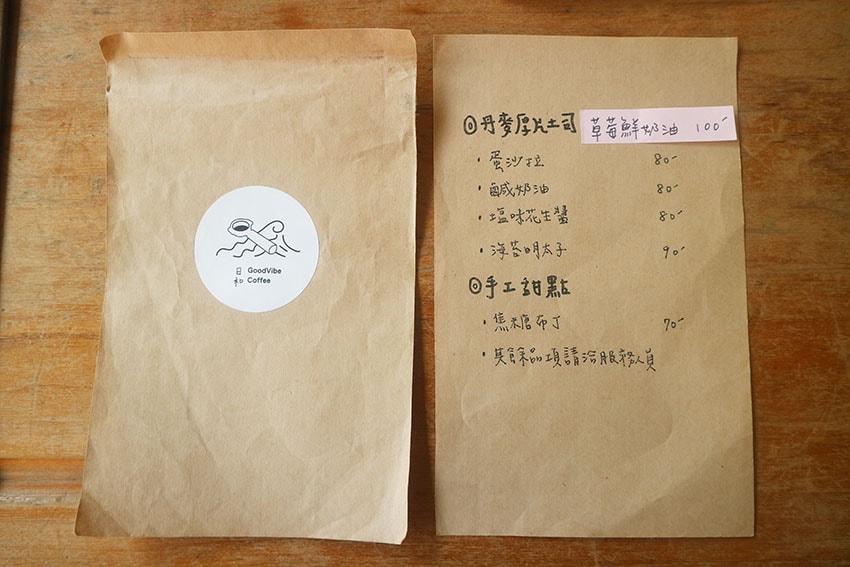 日 GoodVibe
和 Coffee
◎丹麥厚片土司 草莓鮮奶油 100-
・蛋沙拉 80-
・鹹奶油 80-
・塩味花生醬 80-
・海苔明太子 90-
◎手工甜點
・焦糖布丁 70-
・其餘品項請洽服務人員